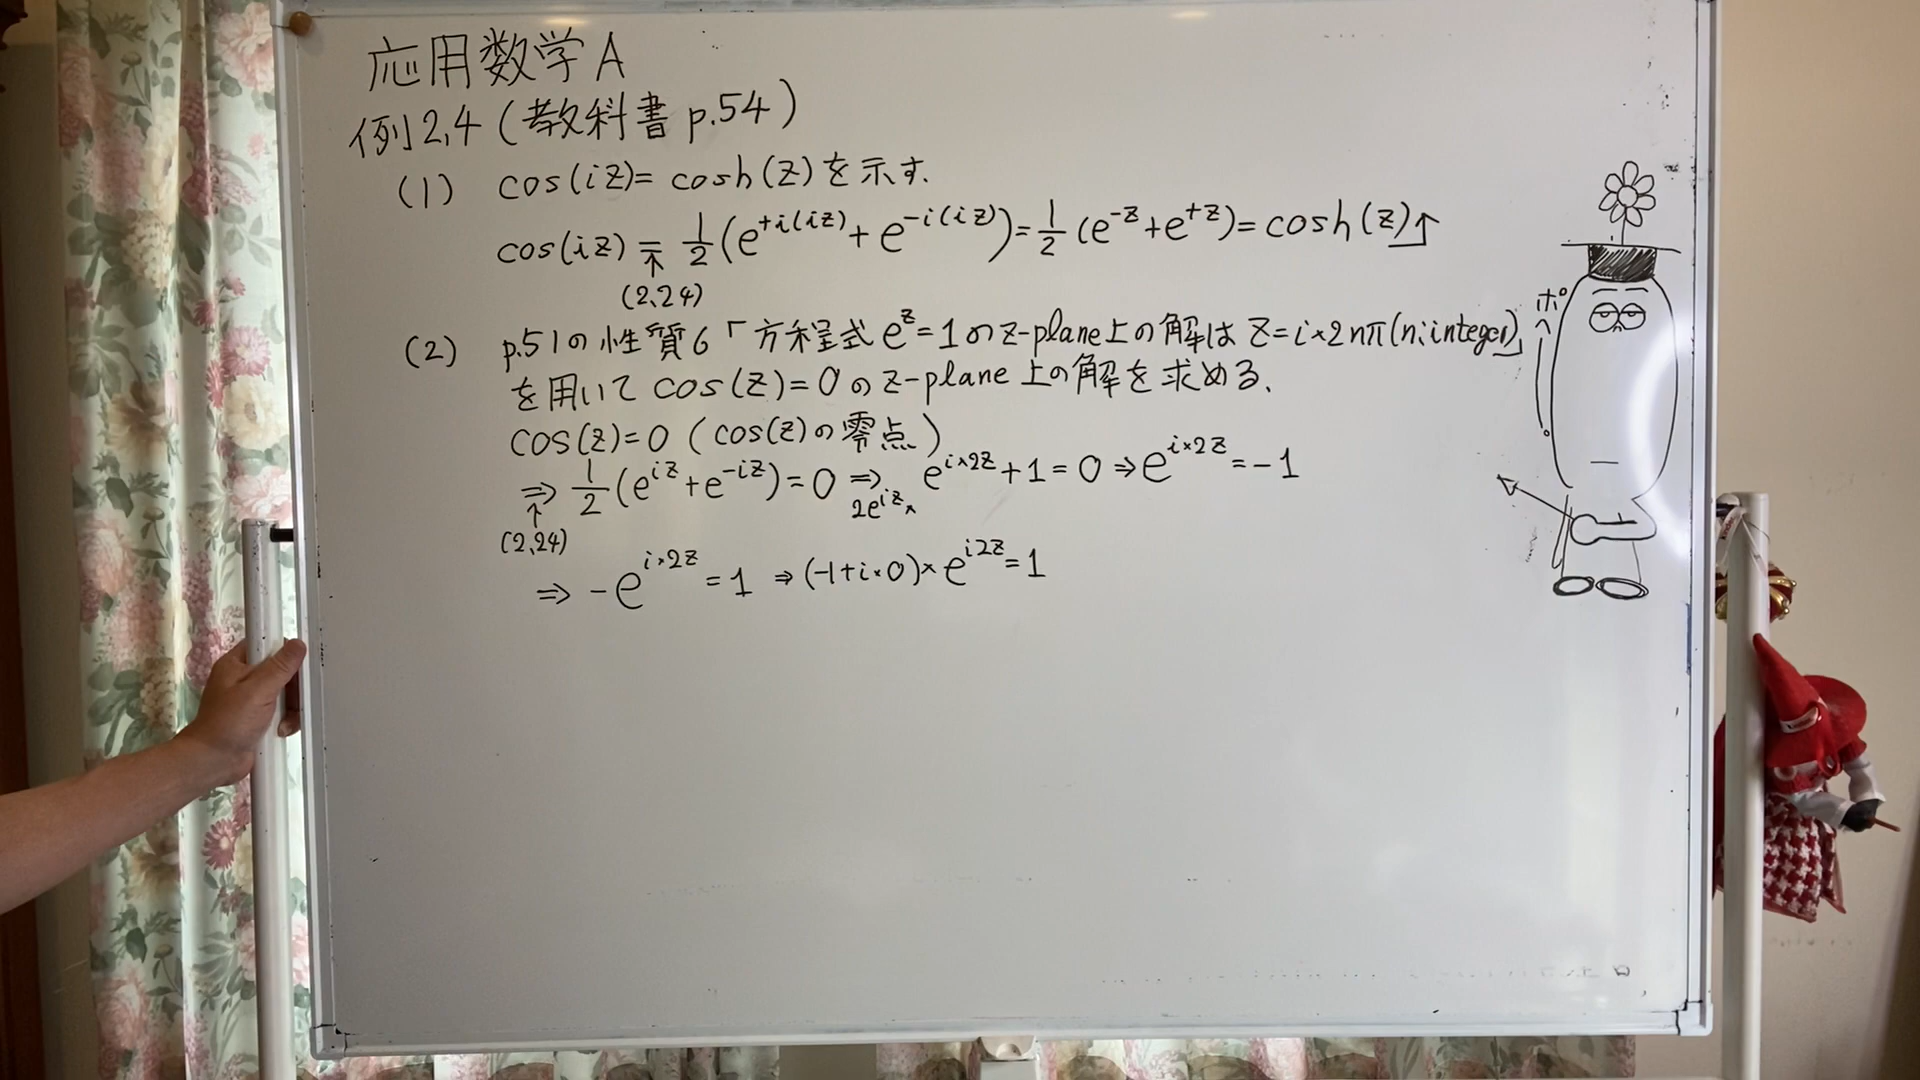 応用数学A
例2.4（教科書 p.54）
(1) cos(iz)= cosh(z)を示す.
cos(iz) = 1/2(e^{+i(iz)}+e^{-i(iz)})=1/2(e^{-z}+e^{+z})=cosh(z)↑
↑
(2.24)
(2) p.51の性質6「方程式 e^z=1のz-plane上の解は z=i×2nπ(n:integer)」
を用いて cos(z)=0のz-plane上の解を求める.
cos(z)=0（cos(z)の零点）
⇒ 1/2(e^{iz}+e^{-iz})=0 ⇒ e^{i×2z}+1=0 ⇒ e^{i×2z}=-1
↑ 2e^{iz}×
(2.24)
⇒ -e^{i×2z}=1 ⇒ (-1+i×0)×e^{i2z}=1
ポヘ